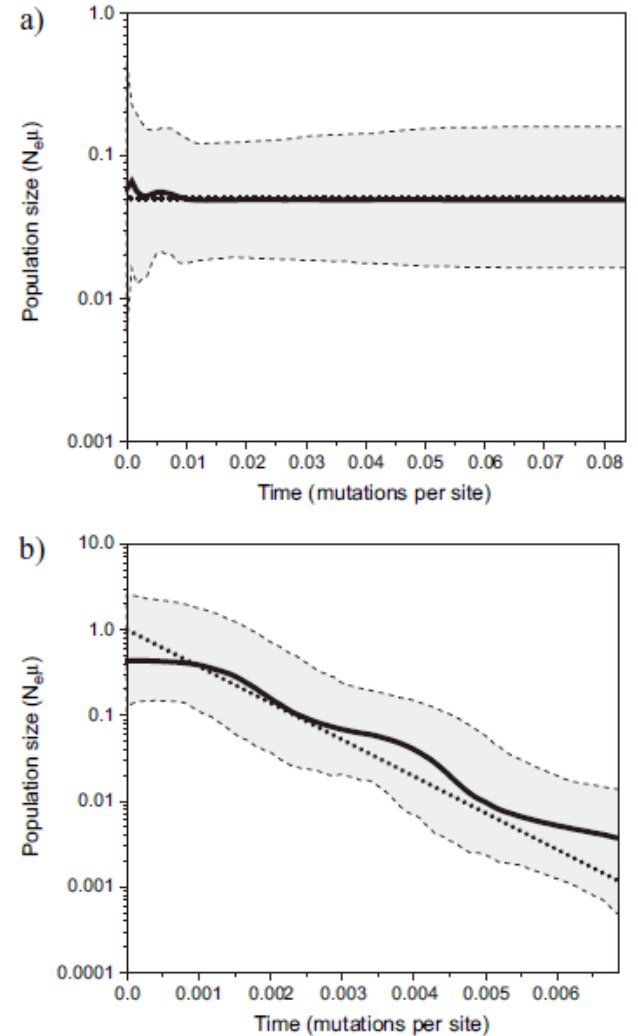 a)
Population size (Nₑμ)
1.0
0.1
0.01
0.001
0.0 0.01 0.02 0.03 0.04 0.05 0.06 0.07 0.08
Time (mutations per site)
b)
Population size (Nₑμ)
10.0
1.0
0.1
0.01
0.001
0.0001
0.0 0.001 0.002 0.003 0.004 0.005 0.006
Time (mutations per site)